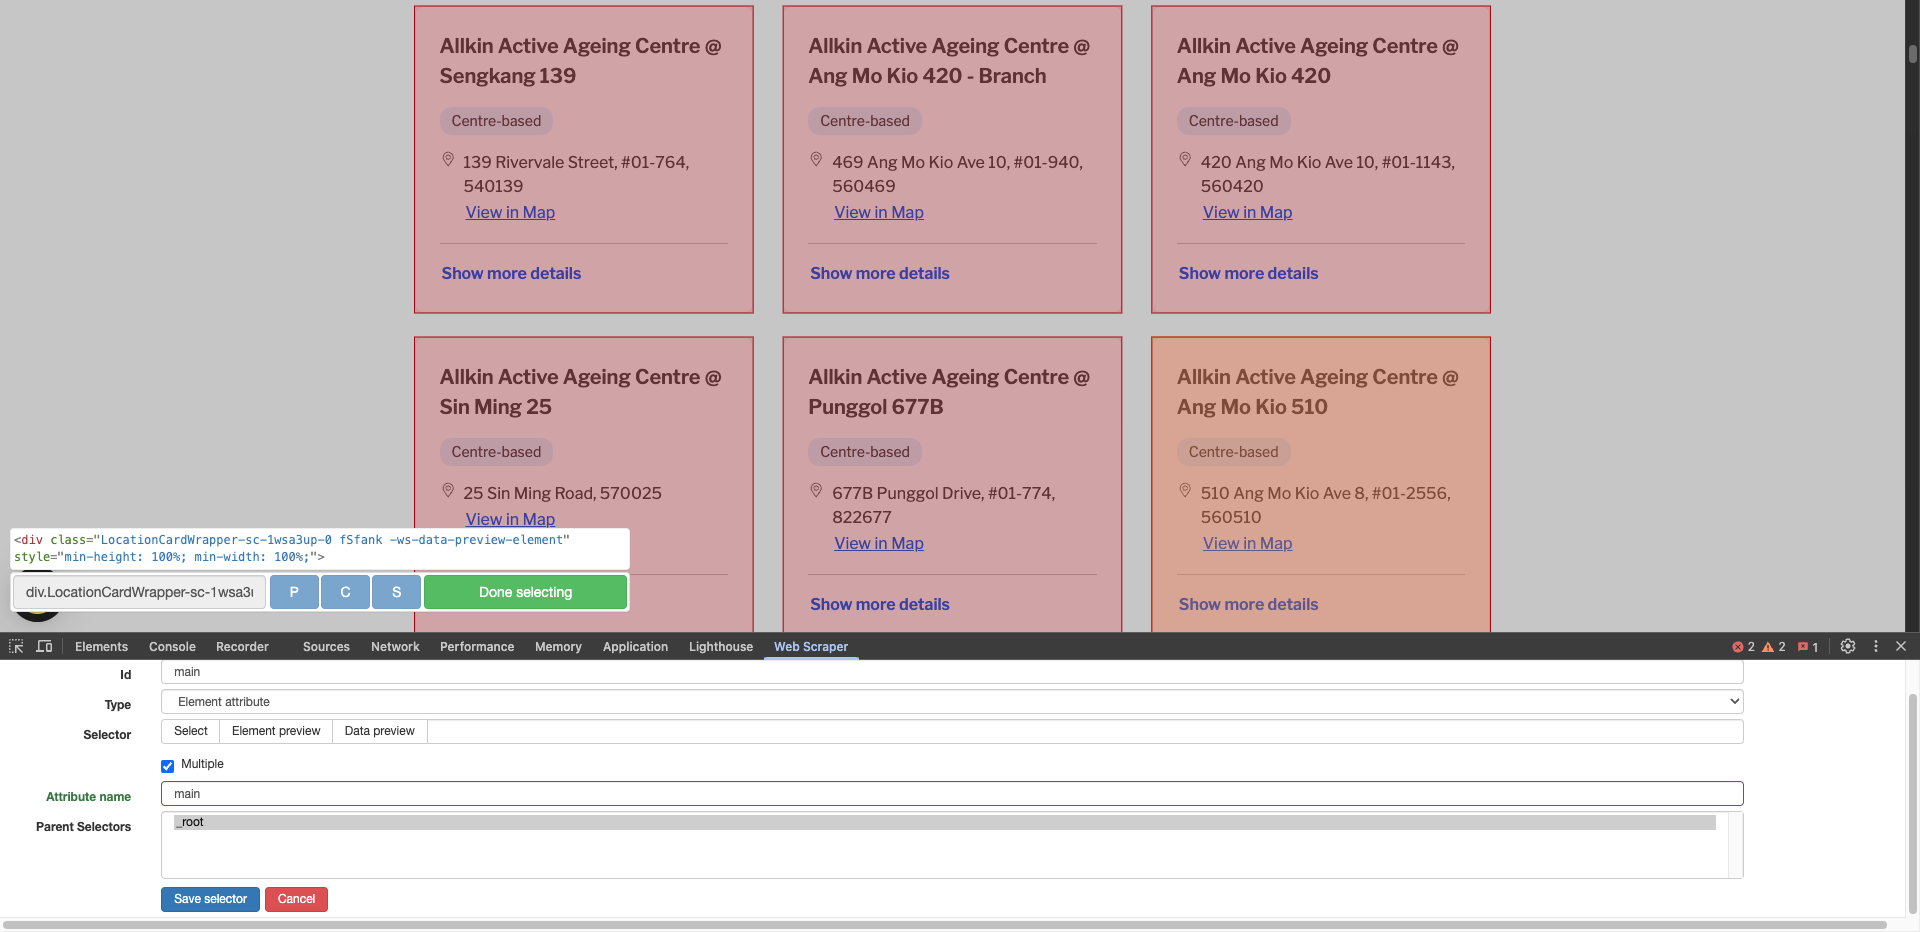 Allkin Active Ageing Centre @
Sengkang 139
Centre-based
139 Rivervale Street, #01-764,
540139
View in Map
Show more details
Allkin Active Ageing Centre @
Ang Mo Kio 420 - Branch
Centre-based
469 Ang Mo Kio Ave 10, #01-940,
560469
View in Map
Show more details
Allkin Active Ageing Centre @
Ang Mo Kio 420
Centre-based
420 Ang Mo Kio Ave 10, #01-1143,
560420
View in Map
Show more details
Allkin Active Ageing Centre @
Sin Ming 25
Centre-based
25 Sin Ming Road, 570025
View in Map
Allkin Active Ageing Centre @
Punggol 677B
Centre-based
677B Punggol Drive, #01-774,
822677
View in Map
Show more details
Allkin Active Ageing Centre @
Ang Mo Kio 510
Centre-based
510 Ang Mo Kio Ave 8, #01-2556,
560510
View in Map
Show more details
<div class="LocationCardWrapper-sc-1wsa3up-0 fSfank -ws-data-preview-element"
style="min-height: 100%; min-width: 100%;">
div.LocationCardWrapper-sc-1wsa3u
P C S Done selecting
Elements Console Recorder Sources Network Performance Memory Application Lighthouse Web Scraper 2 2 1
Id main
Type Element attribute
Selector Select Element preview Data preview
Multiple
Attribute name main
Parent Selectors _root
Save selector Cancel